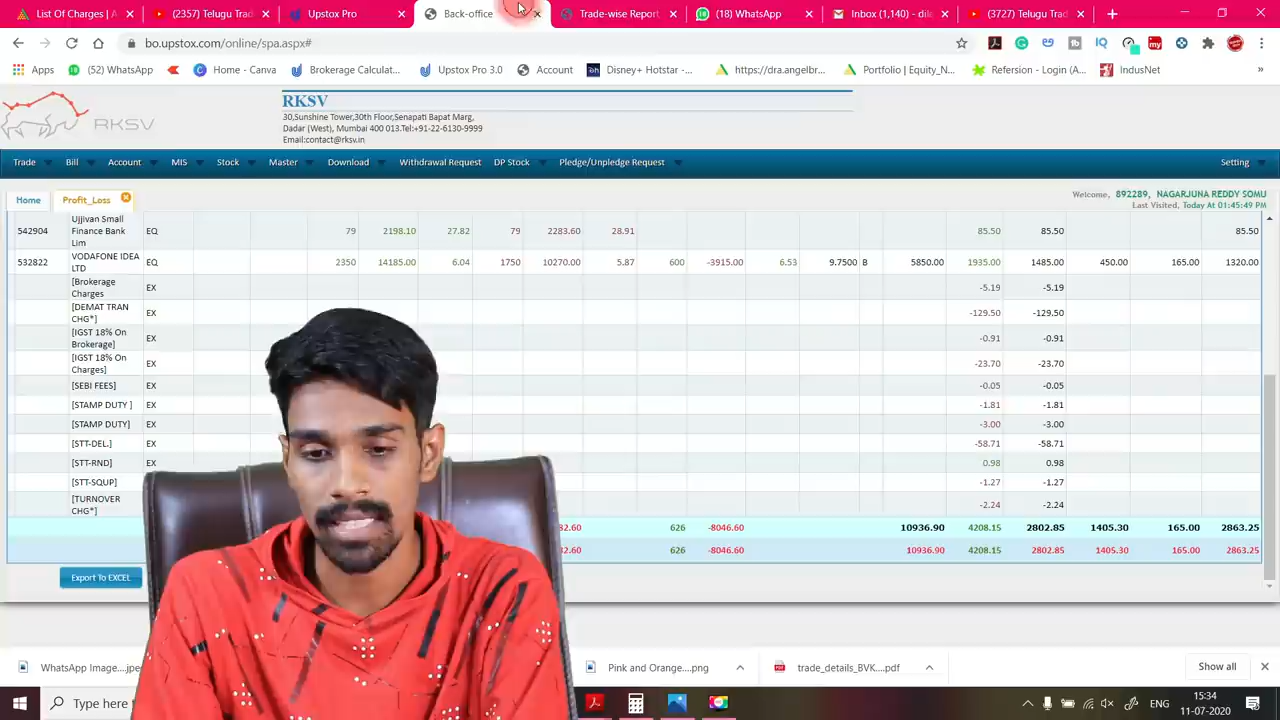 List Of Charges | A
(2357) Telugu Trad
Upstox Pro
Back-office
Trade-wise Report
(18) WhatsApp
Inbox (1,140) - dile
(3727) Telugu Trad
bo.upstox.com/online/spa.aspx#
Apps
(52) WhatsApp
Home - Canva
Brokerage Calculat...
Upstox Pro 3.0
Account
Disney+ Hotstar -...
https://dra.angelbr...
Portfolio | Equity_N...
Refersion - Login (A...
IndusNet
RKSV
RKSV
30,Sunshine Tower,30th Floor,Senapati Bapat Marg,
Dadar (West), Mumbai 400 013.Tel:+91-22-6130-9999
Email:contact@rksv.in
Trade Bill Account MIS Stock Master Download Withdrawal Request DP Stock Pledge/Unpledge Request Setting
Home Profit_Loss
Welcome, 892289, NAGARJUNA REDDY SOMU
Last Visited, Today At 01:45:49 PM
542904 Ujjivan Small Finance Bank Lim EQ 79 2198.10 27.82 79 2283.60 28.91 85.50 85.50 85.50
532822 VODAFONE IDEA LTD EQ 2350 14185.00 6.04 1750 10270.00 5.87 600 -3915.00 6.53 9.7500 B 5850.00 1935.00 1485.00 450.00 165.00 1320.00
[Brokerage Charges EX -5.19 -5.19
[DEMAT TRAN CHG*] EX -129.50 -129.50
[IGST 18% On Brokerage] EX -0.91 -0.91
[IGST 18% On Charges] EX -23.70 -23.70
[SEBI FEES] EX -0.05 -0.05
[STAMP DUTY ] EX -1.81 -1.81
[STAMP DUTY] EX -3.00 -3.00
[STT-DEL.] EX -58.71 -58.71
[STT-RND] EX 0.98 0.98
[STT-SQUP] -1.27 -1.27
[TURNOVER CHG*] -2.24 -2.24
32.60 626 -8046.60 10936.90 4208.15 2802.85 1405.30 165.00 2863.25
32.60 626 -8046.60 10936.90 4208.15 2802.85 1405.30 165.00 2863.25
Export To EXCEL
WhatsApp Image....jpe
Pink and Orange....png
trade_details_BVK....pdf
Show all
Type here
ENG
15:34
11-07-2020